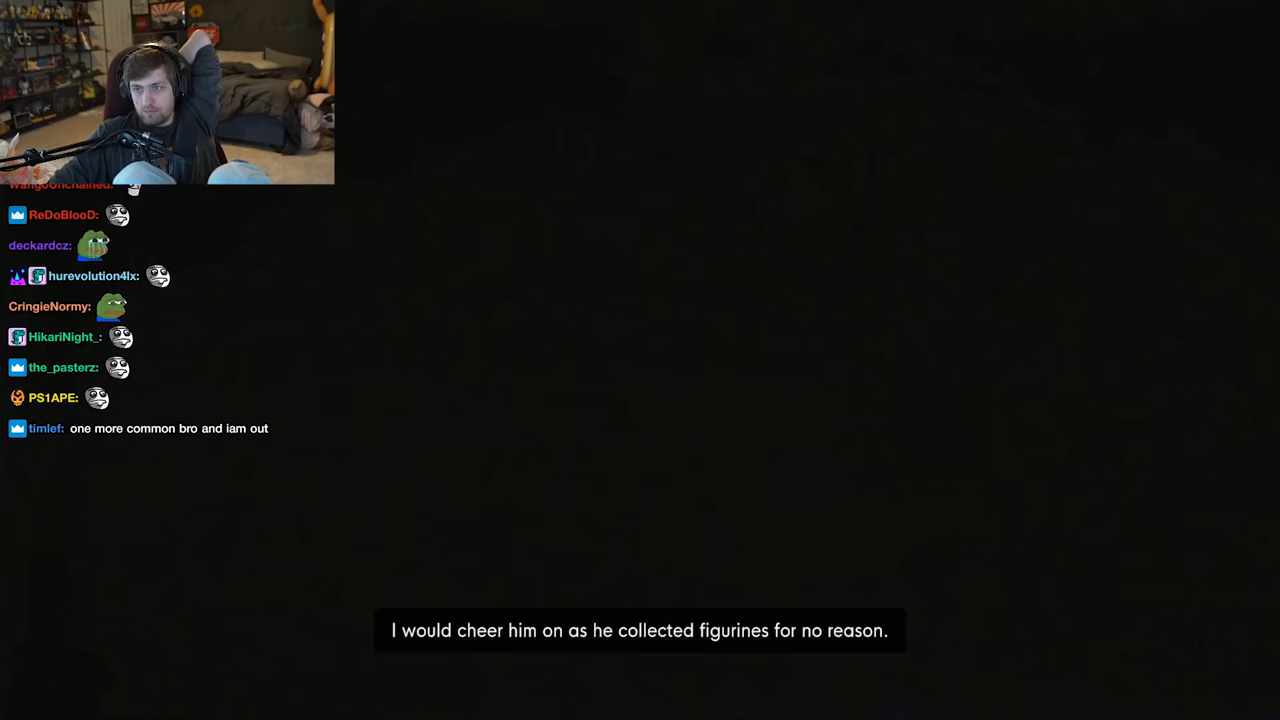 WangoUnchained:
ReDoBlooD:
deckardcz:
hurevolution4lx:
CringieNormy:
HikariNight_:
the_pasterz:
PS1APE:
timlef: one more common bro and iam out
I would cheer him on as he collected figurines for no reason.